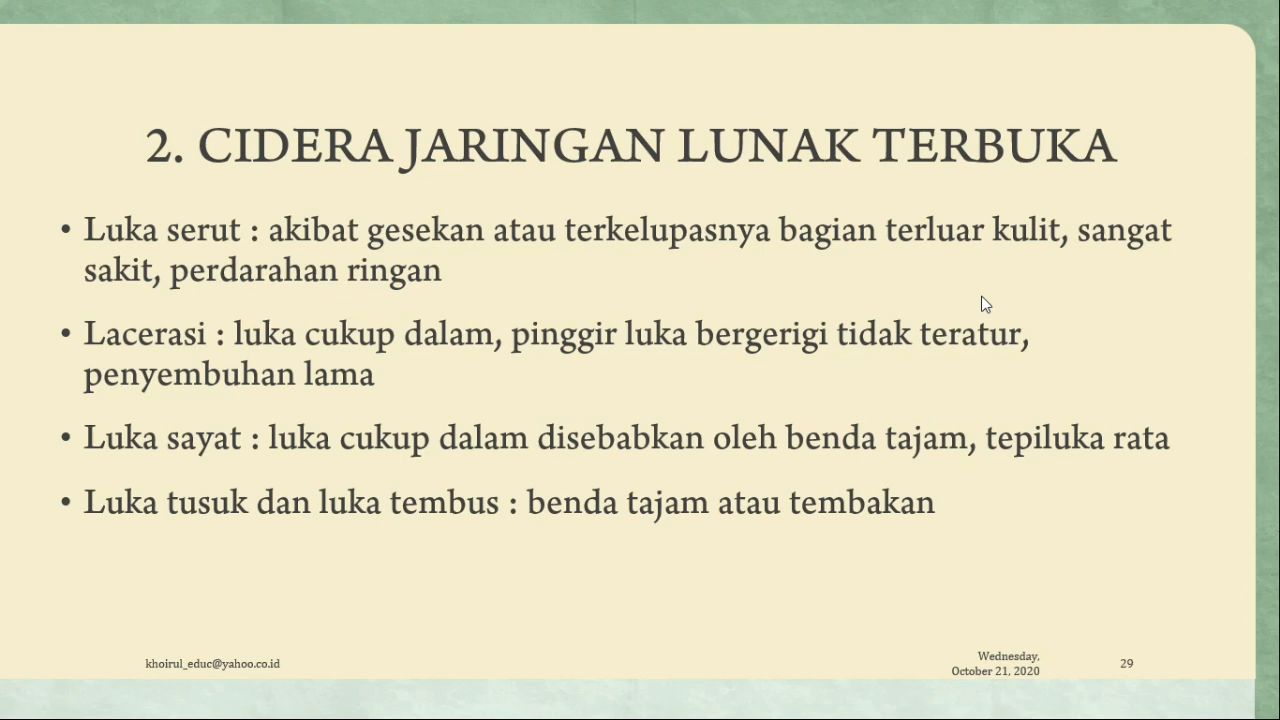 2. CIDERA JARINGAN LUNAK TERBUKA
• Luka serut : akibat gesekan atau terkelupasnya bagian terluar kulit, sangat
sakit, perdarahan ringan
• Lacerasi : luka cukup dalam, pinggir luka bergerigi tidak teratur,
penyembuhan lama
• Luka sayat : luka cukup dalam disebabkan oleh benda tajam, tepiluka rata
• Luka tusuk dan luka tembus : benda tajam atau tembakan
khoirul_educ@yahoo.co.id
Wednesday,
October 21, 2020
29